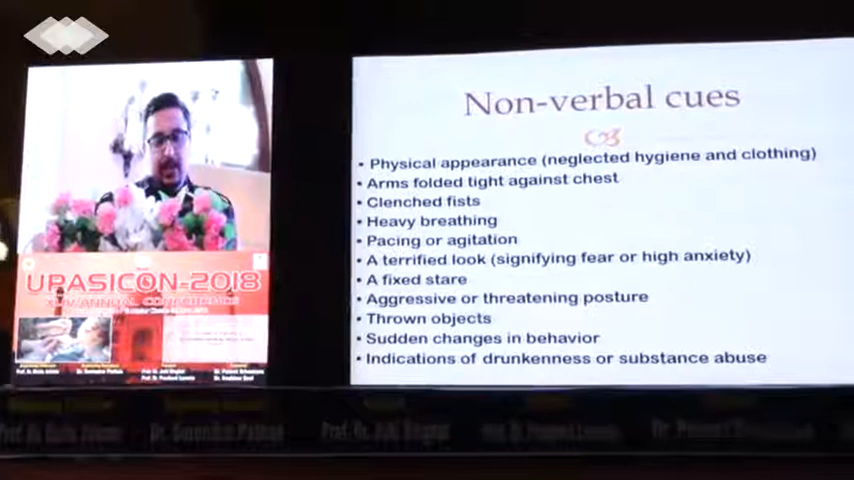 Non-verbal cues
• Physical appearance (neglected hygiene and clothing)
• Arms folded tight against chest
• Clenched fists
• Heavy breathing
• Pacing or agitation
• A terrified look (signifying fear or high anxiety)
• A fixed stare
• Aggressive or threatening posture
• Thrown objects
• Sudden changes in behavior
• Indications of drunkenness or substance abuse
UPASICON-2018